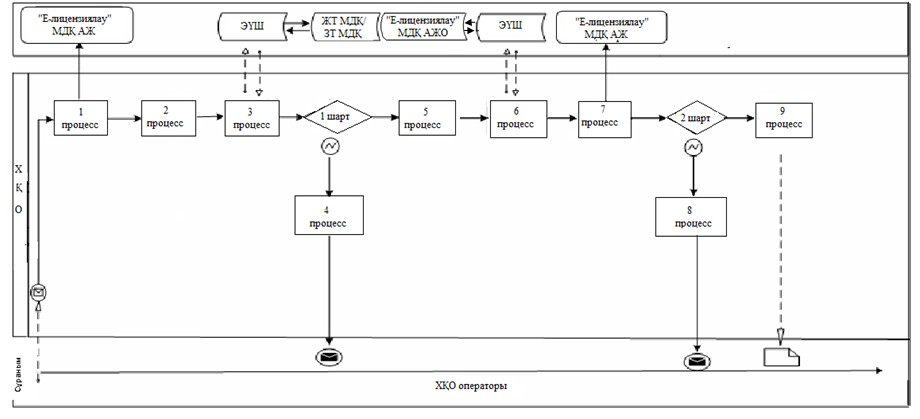 "Е-лицензиялау"
МДҚ АЖ
ЭҮШ
ЖТ МДҚ/
ЗТ МДҚ
"Е-лицензиялау"
МДҚ АЖО
ЭҮШ
"Е-лицензиялау"
МДҚ АЖ
1
процесс
2
процесс
3
процесс
1 шарт
5
процесс
6
процесс
7
процесс
2 шарт
9
процесс
Х
Қ
О
4
процесс
8
процесс
Сұраным
ХҚО операторы